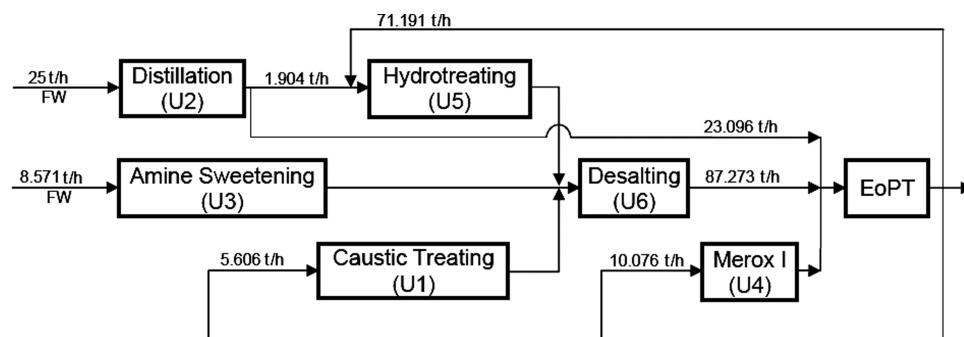 71.191 t/h
25 t/h
FW
Distillation
(U2)
1.904 t/h
Hydrotreating
(U5)
23.096 t/h
8.571 t/h
FW
Amine Sweetening
(U3)
Desalting
(U6)
87.273 t/h
EoPT
5.606 t/h
Caustic Treating
(U1)
10.076 t/h
Merox I
(U4)